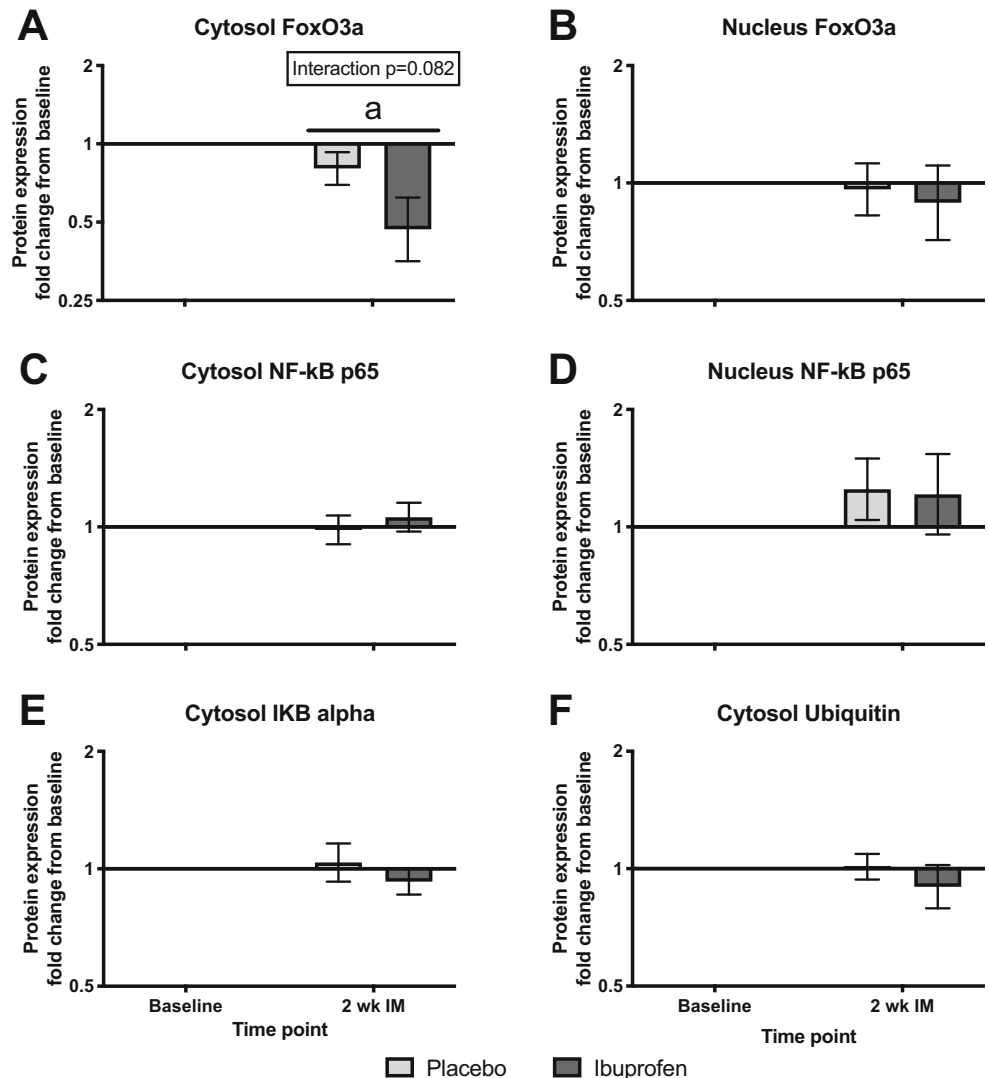 A
Cytosol FoxO3a
Protein expression
fold change from baseline
2
1
0.5
0.25
Interaction p=0.082
a
B
Nucleus FoxO3a
Protein expression
fold change from baseline
2
1
0.5
C
Cytosol NF-kB p65
Protein expression
fold change from baseline
2
1
0.5
D
Nucleus NF-kB p65
Protein expression
fold change from baseline
2
1
0.5
E
Cytosol IKB alpha
Protein expression
fold change from baseline
2
1
0.5
Baseline
2 wk IM
Time point
F
Cytosol Ubiquitin
Protein expression
fold change from baseline
2
1
0.5
Baseline
2 wk IM
Time point
Placebo
Ibuprofen